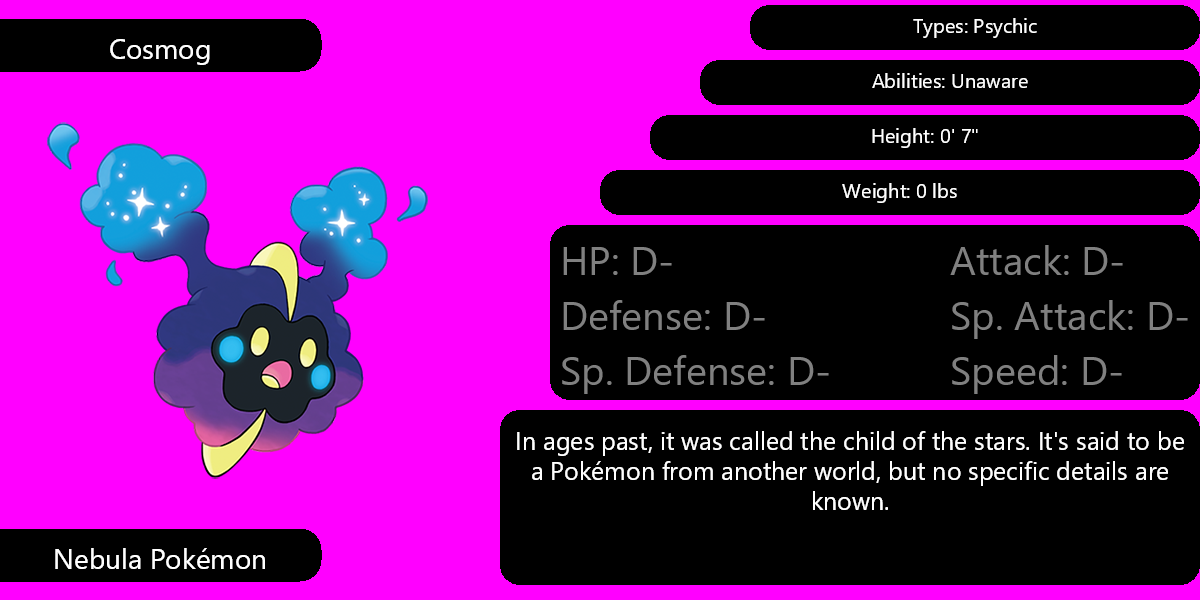 Cosmog
Types: Psychic
Abilities: Unaware
Height: 0' 7"
Weight: 0 lbs
HP: D-
Attack: D-
Defense: D-
Sp. Attack: D-
Sp. Defense: D-
Speed: D-
In ages past, it was called the child of the stars. It's said to be
a Pokémon from another world, but no specific details are
known.
Nebula Pokémon